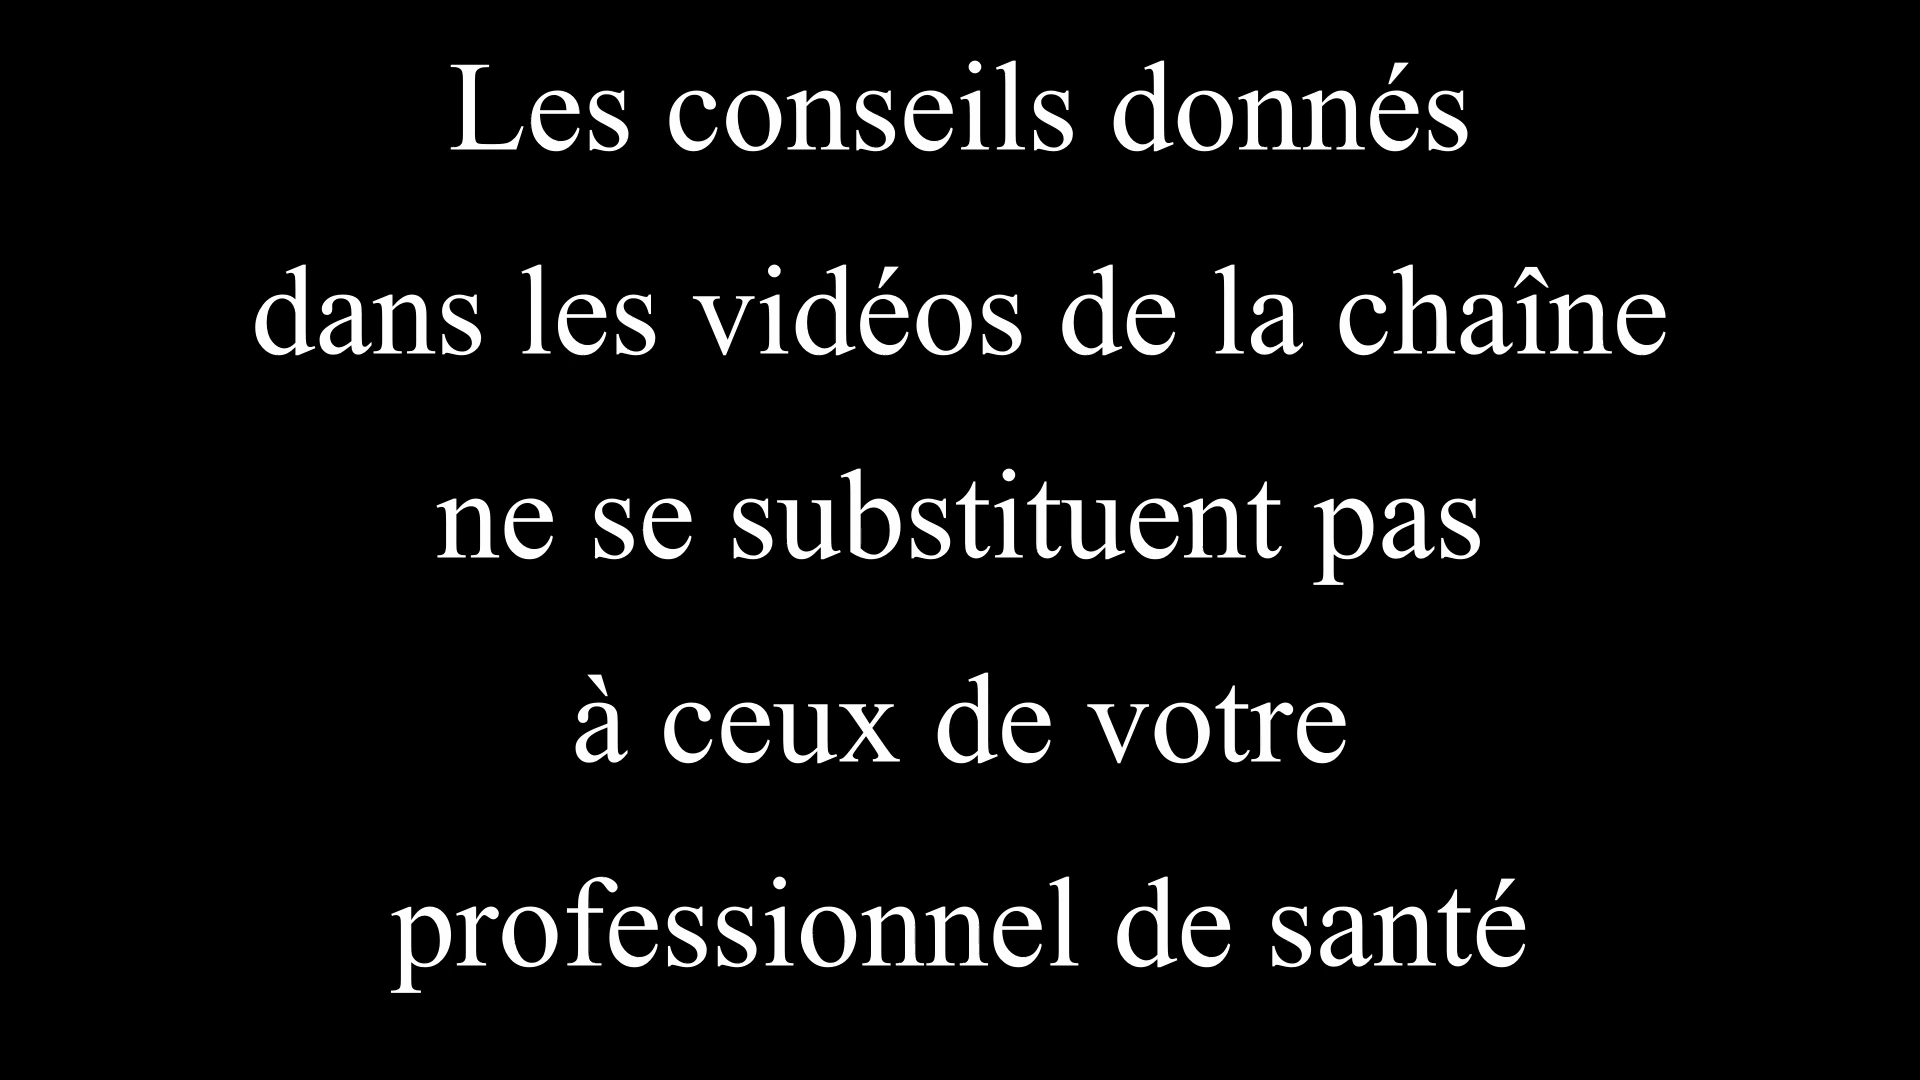 Les conseils donnés
dans les vidéos de la chaîne
ne se substituent pas
à ceux de votre
professionnel de santé